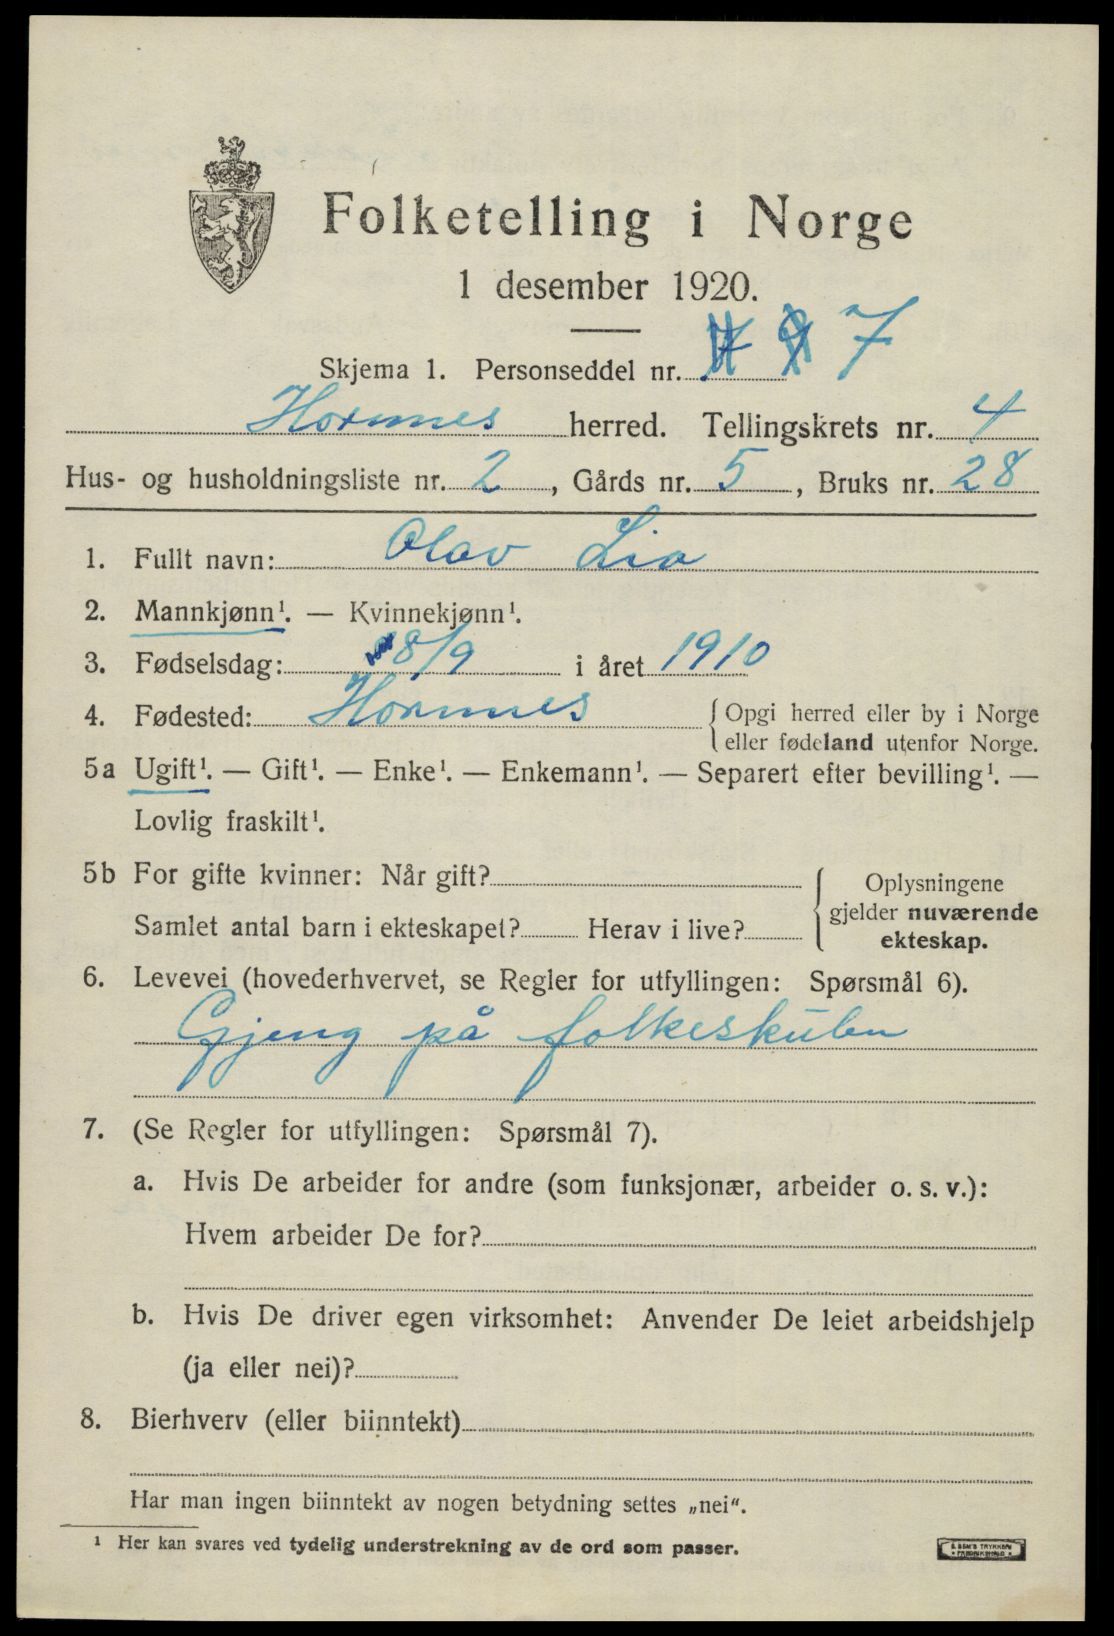 Folketelling i Norge
1 desember 1920.
Skjema 1. Personseddel nr. 7
Hornnes herred. Tellingskrets nr. 4
Hus- og husholdningsliste nr. 2, Gårds nr. 5, Bruks nr. 28
1. Fullt navn: Olav Lia
2. Mannkjønn¹. — Kvinnekjønn¹.
3. Fødselsdag: 8/9 i året 1910
4. Fødested: Hornnes { Opgi herred eller by i Norge
eller fødeland utenfor Norge.
5a Ugift¹. — Gift¹. — Enke¹. — Enkemann¹. — Separert efter bevilling¹. —
Lovlig fraskilt¹.
5b For gifte kvinner: Når gift?
Samlet antal barn i ekteskapet? Herav i live?
{ Oplysningene
gjelder nuværende
ekteskap.
6. Levevei (hovederhvervet, se Regler for utfyllingen: Spørsmål 6).
Gjeng på folkeskulen
7. (Se Regler for utfyllingen: Spørsmål 7).
a. Hvis De arbeider for andre (som funksjonær, arbeider o. s. v.):
Hvem arbeider De for?
b. Hvis De driver egen virksomhet: Anvender De leiet arbeidshjelp
(ja eller nei)?
8. Bierhverv (eller biinntekt)
Har man ingen biinntekt av nogen betydning settes „nei".
¹ Her kan svares ved tydelig understrekning av de ord som passer.